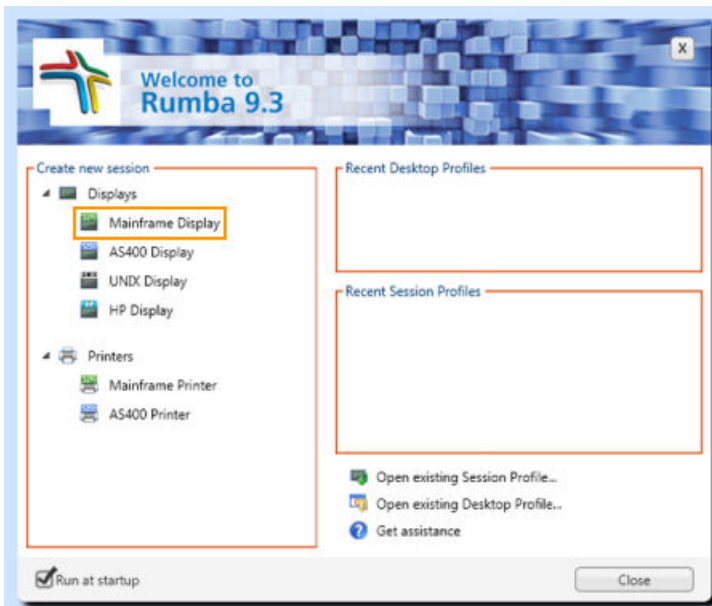 Welcome to
Rumba 9.3
X
Create new session
Displays
Mainframe Display
AS400 Display
UNIX Display
HP Display
Printers
Mainframe Printer
AS400 Printer
Recent Desktop Profiles
Recent Session Profiles
Open existing Session Profile...
Open existing Desktop Profile...
Get assistance
Run at startup
Close